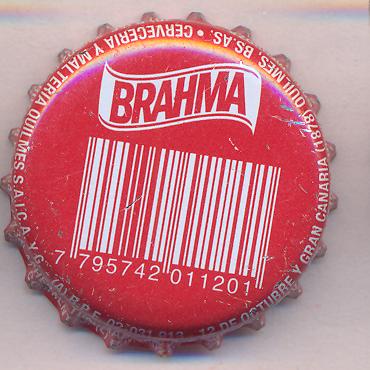 BRAHMA
7 795742 011201
CERVECERIA Y MALTERIA QUILMES S.A.I.C.A. Y G.
12 DE OCTUBRE Y GRAN CANARIA (1878) QUILMES, BS.AS. •